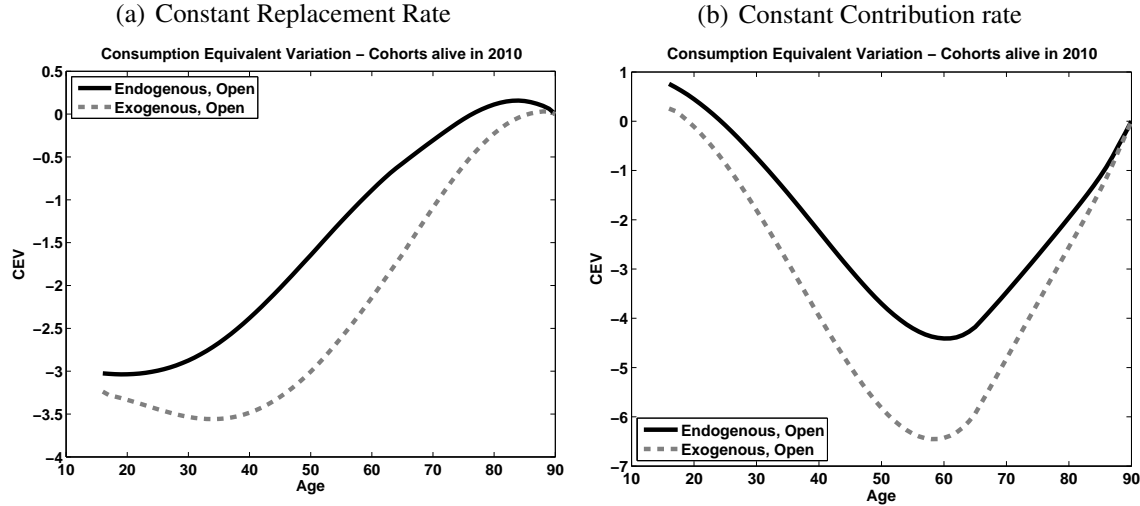 (a) Constant Replacement Rate
Consumption Equivalent Variation – Cohorts alive in 2010
0.5
0
−0.5
−1
−1.5
−2
−2.5
−3
−3.5
−4
CEV
Endogenous, Open
Exogenous, Open
10 20 30 40 50 60 70 80 90
Age
(b) Constant Contribution rate
Consumption Equivalent Variation – Cohorts alive in 2010
1
0
−1
−2
−3
−4
−5
−6
−7
CEV
Endogenous, Open
Exogenous, Open
10 20 30 40 50 60 70 80 90
Age